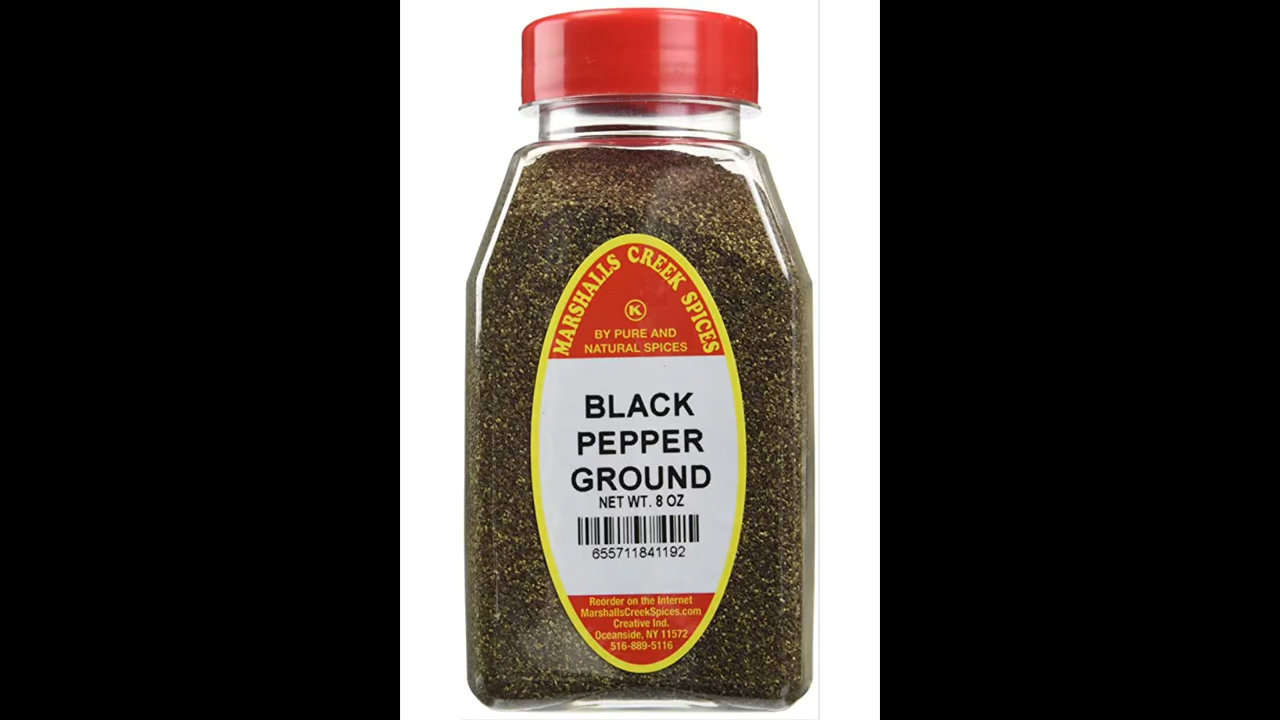 MARSHALLS CREEK SPICES
K
BY PURE AND
NATURAL SPICES
BLACK
PEPPER
GROUND
NET WT. 8 OZ
655711841192
Reorder on the Internet
MarshallsCreekSpices.com
Creative Ind.
Oceanside, NY 11572
516-889-5116